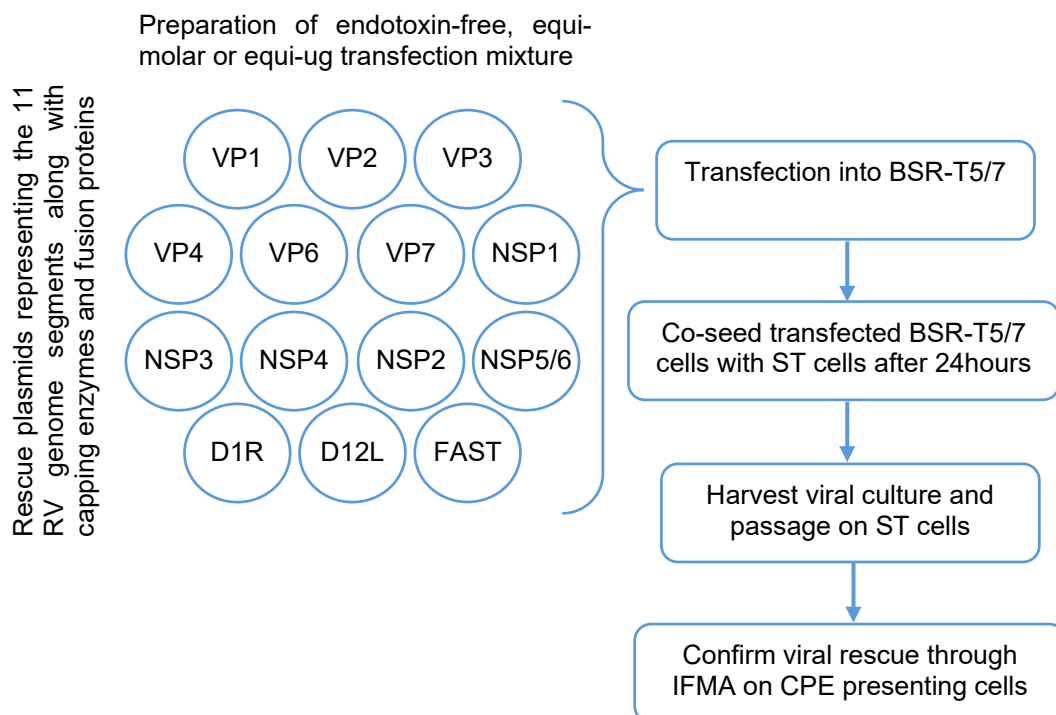 Preparation of endotoxin-free, equi-
molar or equi-ug transfection mixture
Rescue plasmids representing the 11
RV genome segments along with
capping enzymes and fusion proteins
VP1 VP2 VP3
VP4 VP6 VP7 NSP1
NSP3 NSP4 NSP2 NSP5/6
D1R D12L FAST
Transfection into BSR-T5/7
Co-seed transfected BSR-T5/7
cells with ST cells after 24hours
Harvest viral culture and
passage on ST cells
Confirm viral rescue through
IFMA on CPE presenting cells